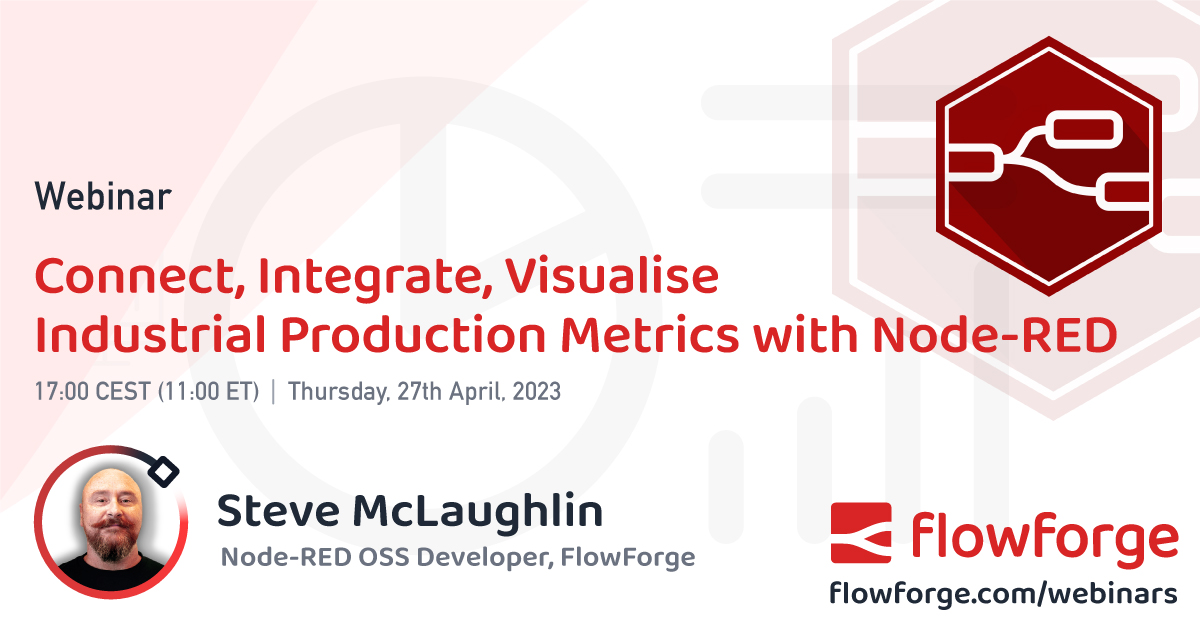 Webinar
Connect, Integrate, Visualise
Industrial Production Metrics with Node-RED
17:00 CEST (11:00 ET) | Thursday, 27th April, 2023
Steve McLaughlin
Node-RED OSS Developer, FlowForge
flowforge
flowforge.com/webinars